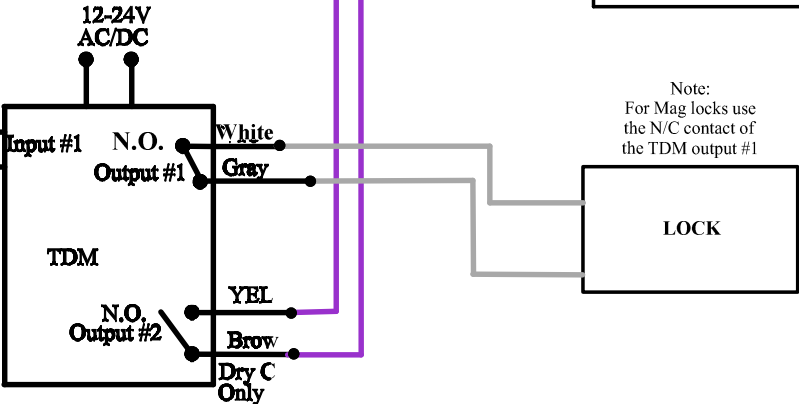 12-24V
AC/DC
Input #1
N.O.
Output #1
White
Gray
TDM
N.O.
Output #2
YEL
Brow
Dry C
Only
Note:
For Mag locks use
the N/C contact of
the TDM output #1
LOCK